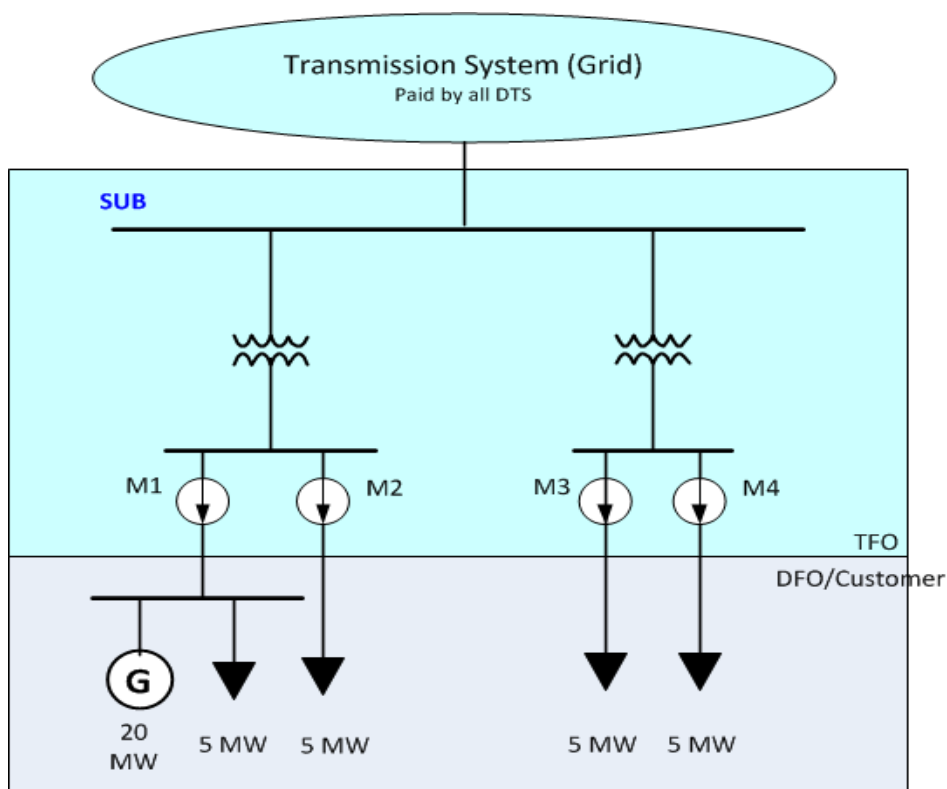 Transmission System (Grid)
Paid by all DTS
SUB
M1
M2
M3
M4
TFO
DFO/Customer
G
20
MW
5 MW
5 MW
5 MW
5 MW